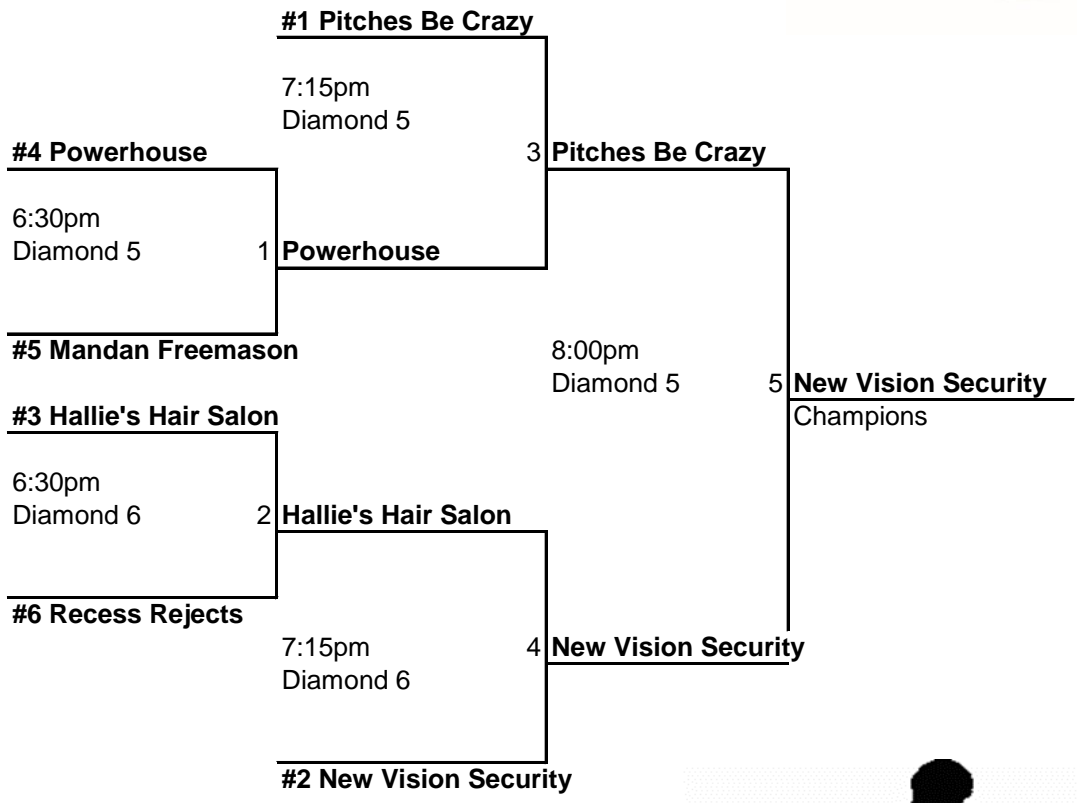 #1 Pitches Be Crazy
7:15pm
Diamond 5
#4 Powerhouse
3 Pitches Be Crazy
6:30pm
Diamond 5
1 Powerhouse
#5 Mandan Freemason
8:00pm
Diamond 5
5 New Vision Security
Champions
#3 Hallie's Hair Salon
6:30pm
Diamond 6
2 Hallie's Hair Salon
#6 Recess Rejects
7:15pm
Diamond 6
4 New Vision Security
#2 New Vision Security